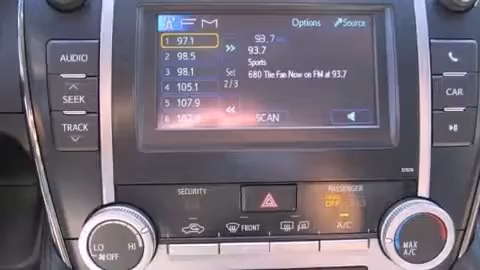 FM
Options
Source
1 97.1
93.7
2 98.5
93.7
Sports
3 98.1
680 The Fan Now on FM at 93.7
Set
2/3
4 105.1
5 107.9
6
SCAN
AUDIO
SEEK
TRACK
CAR
57076
SECURITY
PASSENGER
FRONT
A/C
LO
HI
OFF
MAX
A/C